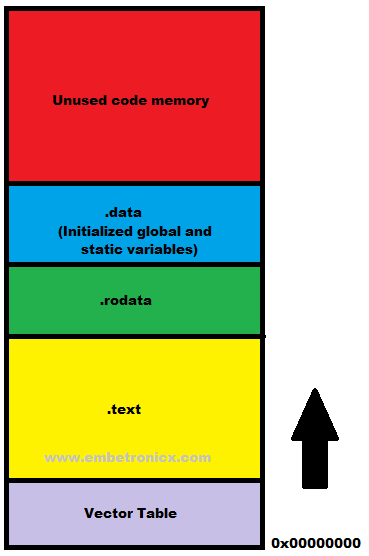 Unused code memory
.data
(Initialized global and
static variables)
.rodata
.text
www.embetronicx.com
Vector Table
0x00000000